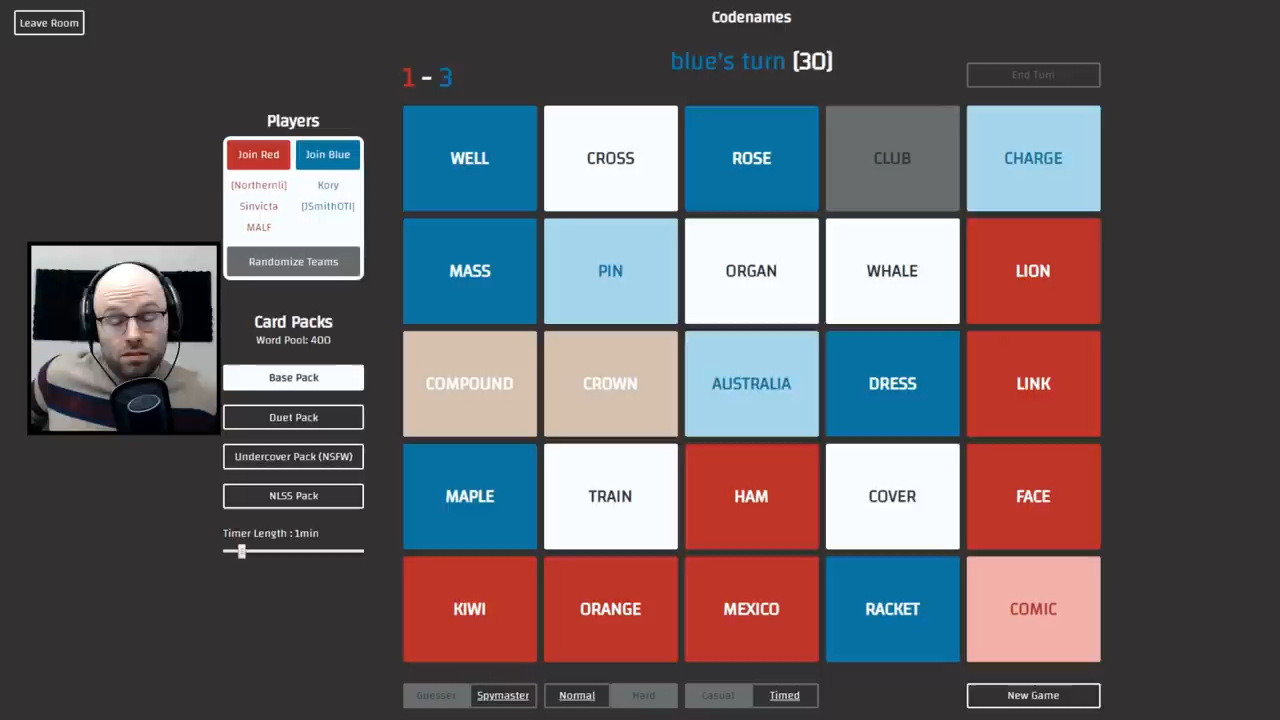 Leave Room
Codenames
blue's turn [30]
1 - 3
End Turn
Players
Join Red
Join Blue
[Northernli]
Kory
Sinvicta
[JSmithOTI]
MALF
Randomize Teams
Card Packs
Word Pool: 400
Base Pack
Duet Pack
Undercover Pack (NSFW)
NLSS Pack
Timer Length : 1min
WELL CROSS ROSE CLUB CHARGE
MASS PIN ORGAN WHALE LION
COMPOUND CROWN AUSTRALIA DRESS LINK
MAPLE TRAIN HAM COVER FACE
KIWI ORANGE MEXICO RACKET COMIC
Guesser Spymaster Normal Hard Casual Timed New Game